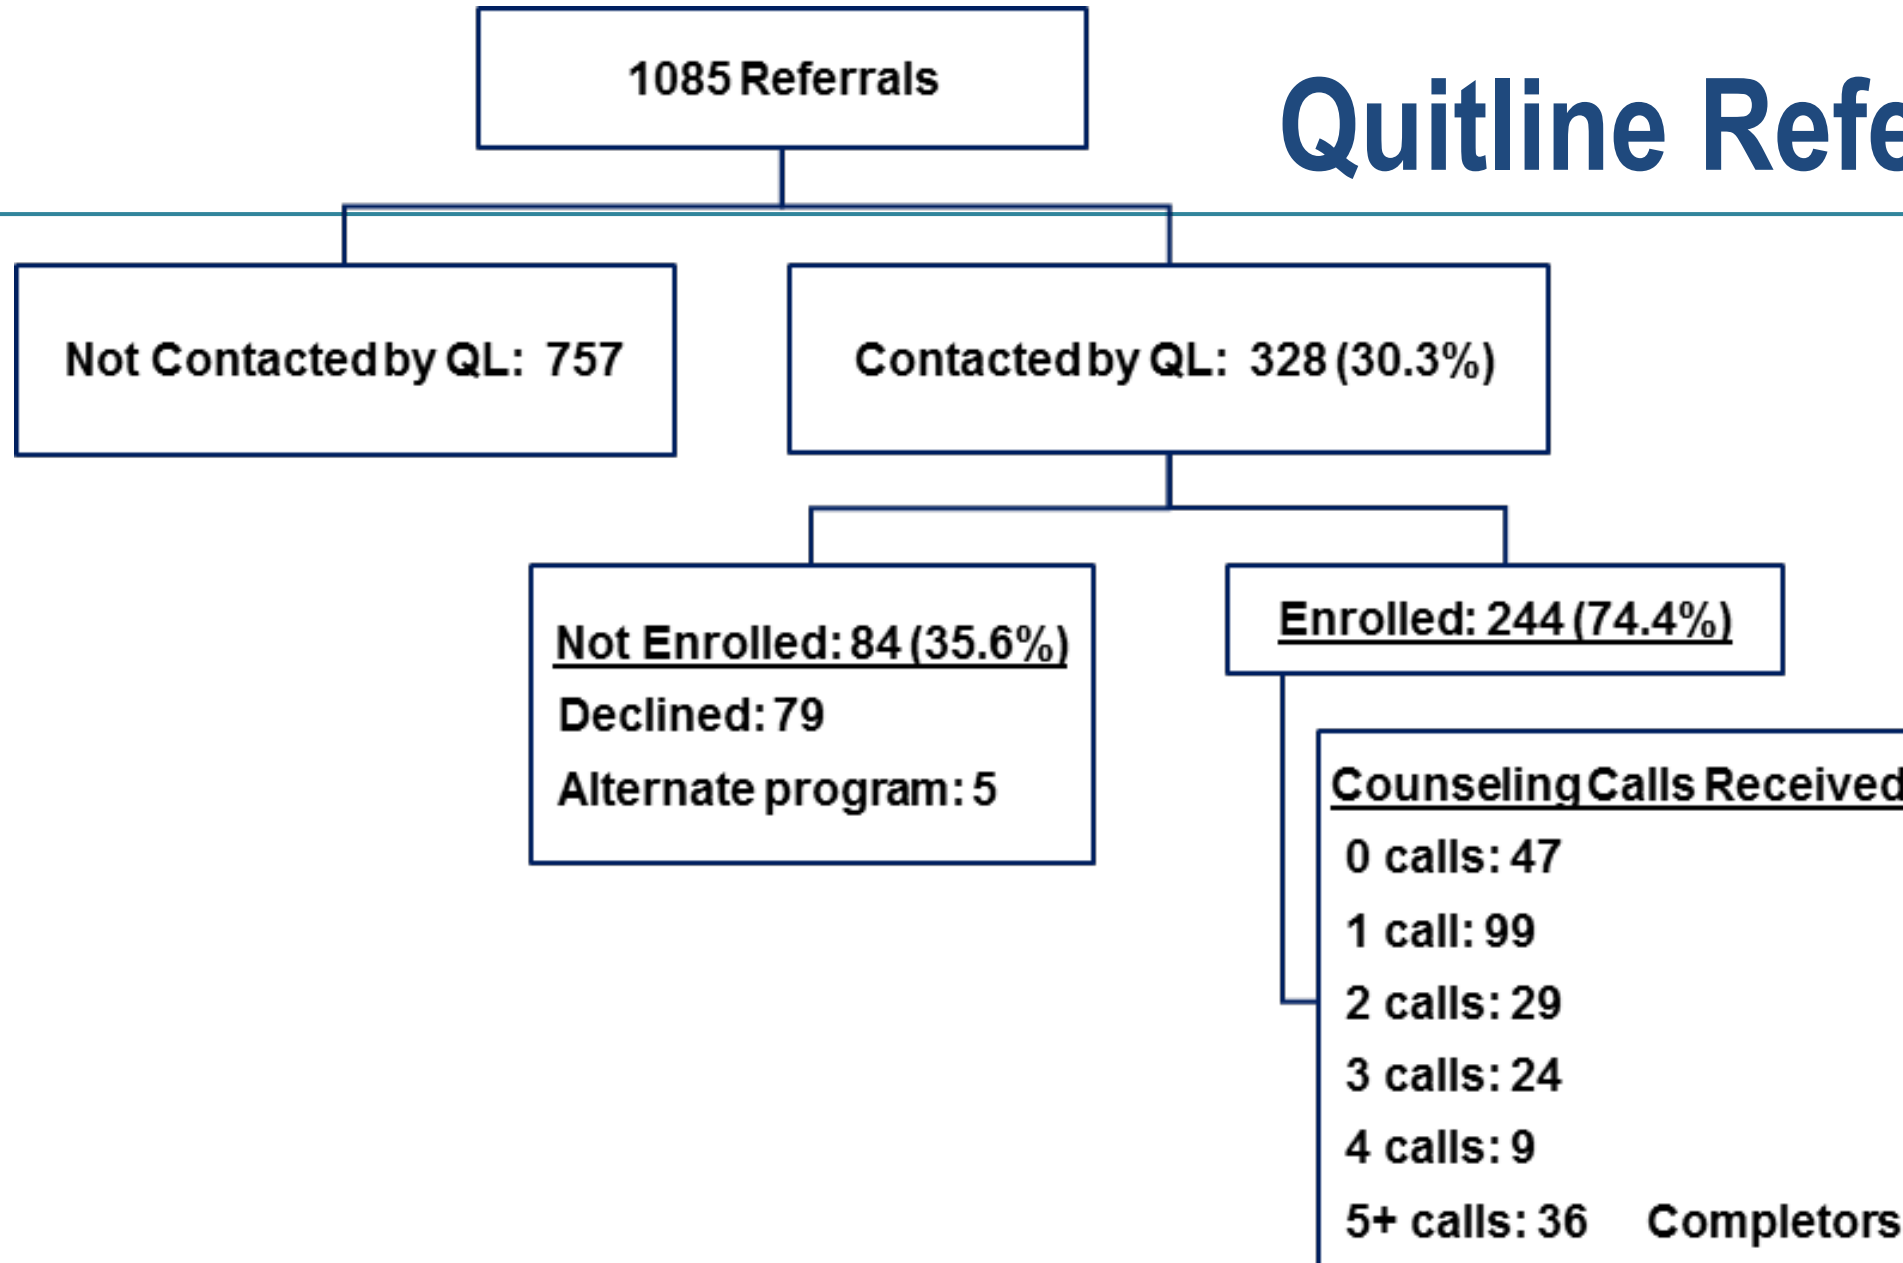 1085 Referrals
Quitline Refe
Not Contacted by QL: 757
Contacted by QL: 328 (30.3%)
Not Enrolled: 84 (35.6%)
Declined: 79
Alternate program: 5
Enrolled: 244 (74.4%)
Counseling Calls Received
0 calls: 47
1 call: 99
2 calls: 29
3 calls: 24
4 calls: 9
5+ calls: 36 Completors